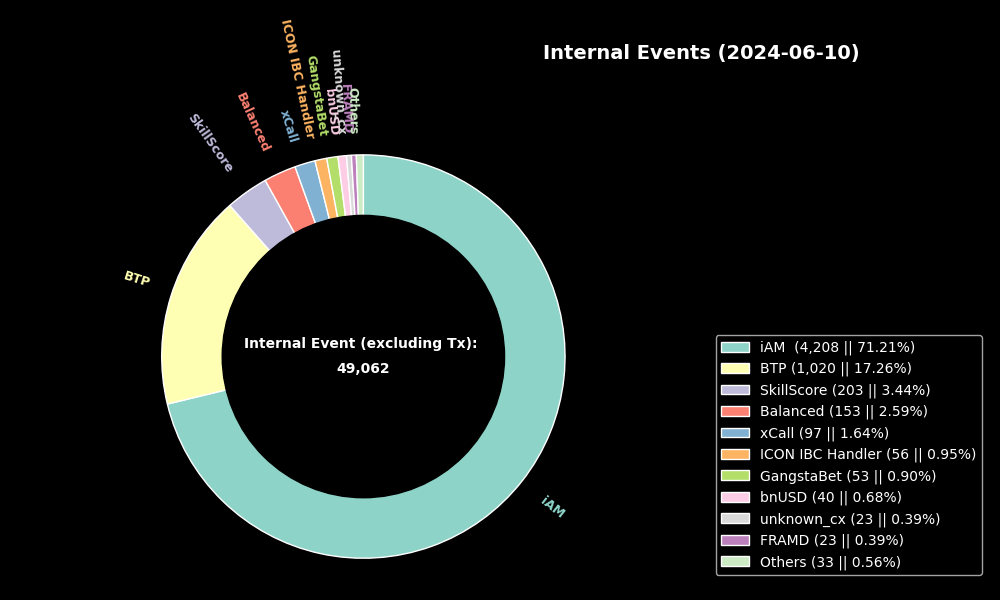 Internal Events (2024-06-10)
ICON IBC Handler
GangstaBet
unknown_cx
bnUSD
FRAMD
Others
xCall
Balanced
SkillScore
BTP
iAM
Internal Event (excluding Tx):
49,062
iAM  (4,208 || 71.21%)
BTP (1,020 || 17.26%)
SkillScore (203 || 3.44%)
Balanced (153 || 2.59%)
xCall (97 || 1.64%)
ICON IBC Handler (56 || 0.95%)
GangstaBet (53 || 0.90%)
bnUSD (40 || 0.68%)
unknown_cx (23 || 0.39%)
FRAMD (23 || 0.39%)
Others (33 || 0.56%)